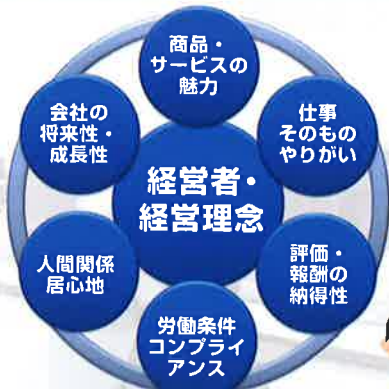 商品・
サービスの
魅力
会社の
将来性・
成長性
仕事
そのもの
やりがい
経営者・
経営理念
人間関係
居心地
評価・
報酬の
納得性
労働条件
コンプライ
アンス